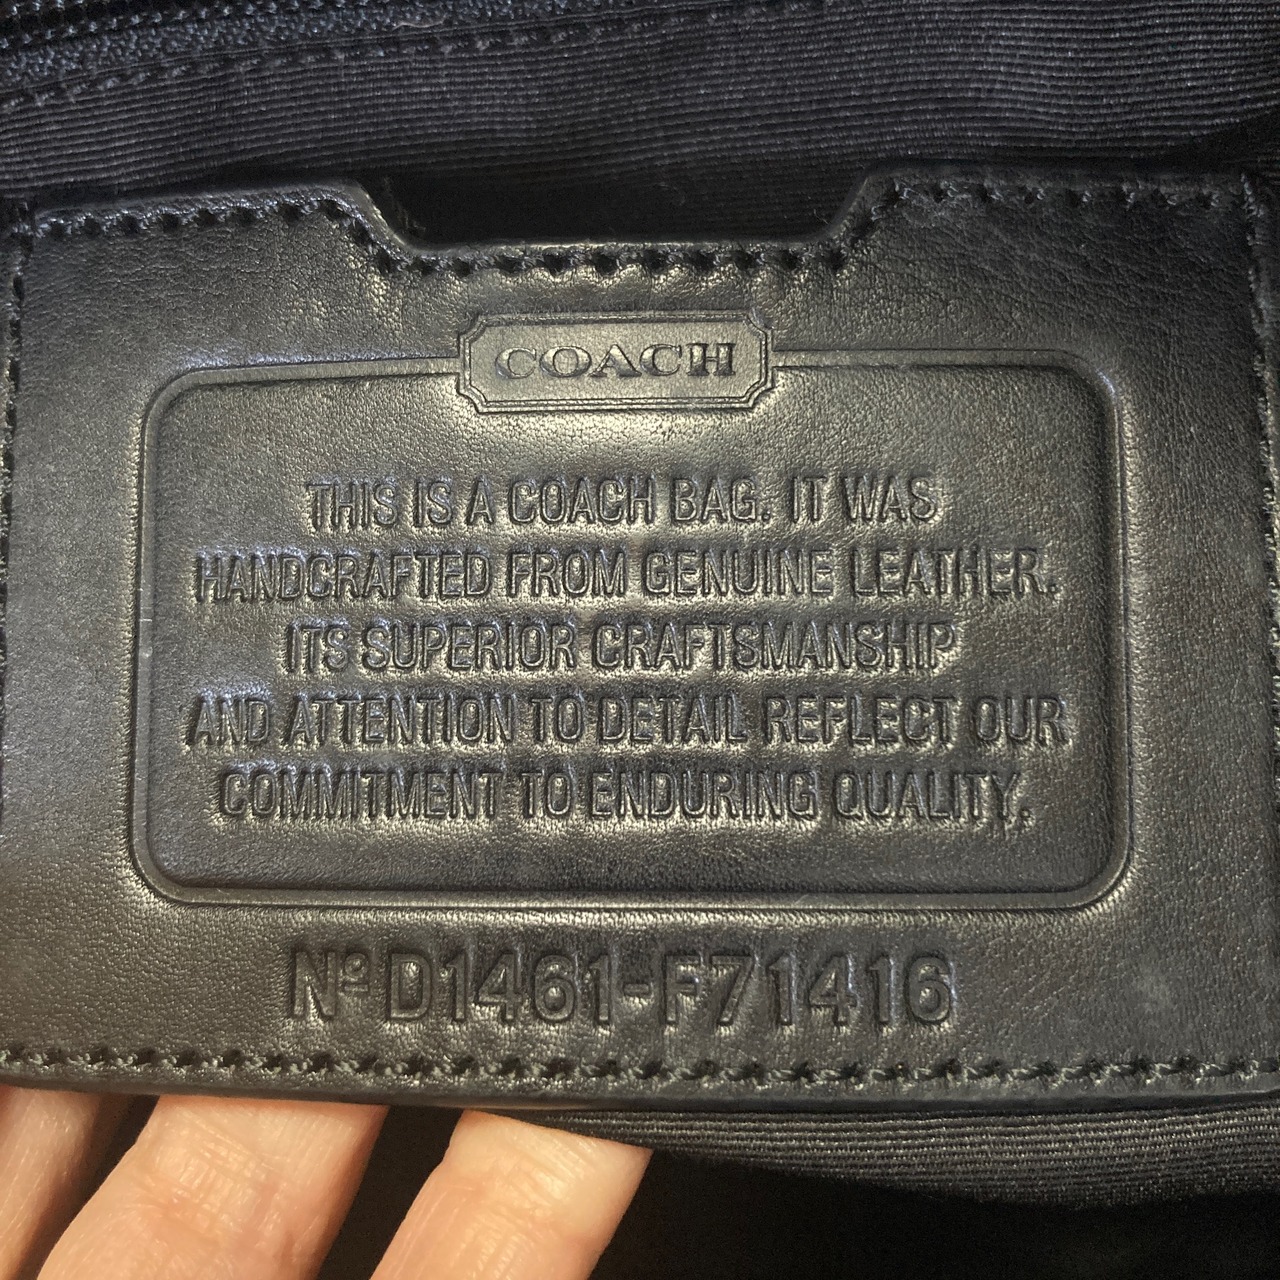 COACH
THIS IS A COACH BAG. IT WAS
HANDCRAFTED FROM GENUINE LEATHER.
ITS SUPERIOR CRAFTSMANSHIP
AND ATTENTION TO DETAIL REFLECT OUR
COMMITMENT TO ENDURING QUALITY.
Nº D1461-F71416